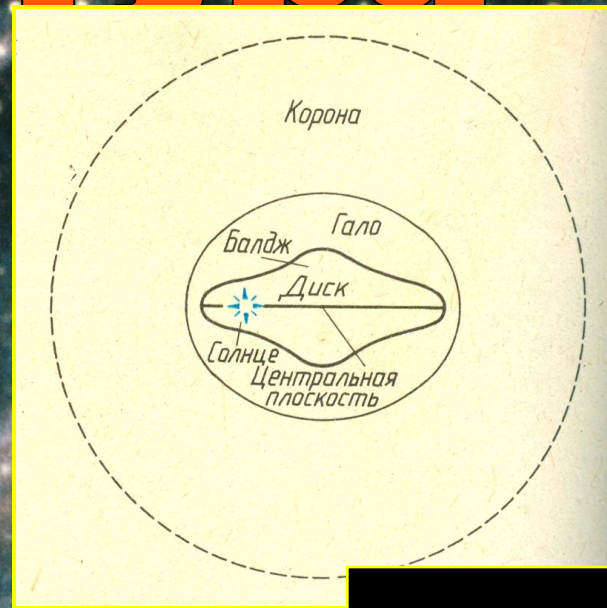 Корона
Гало
Балдж
Диск
Солнце
Центральная
плоскость